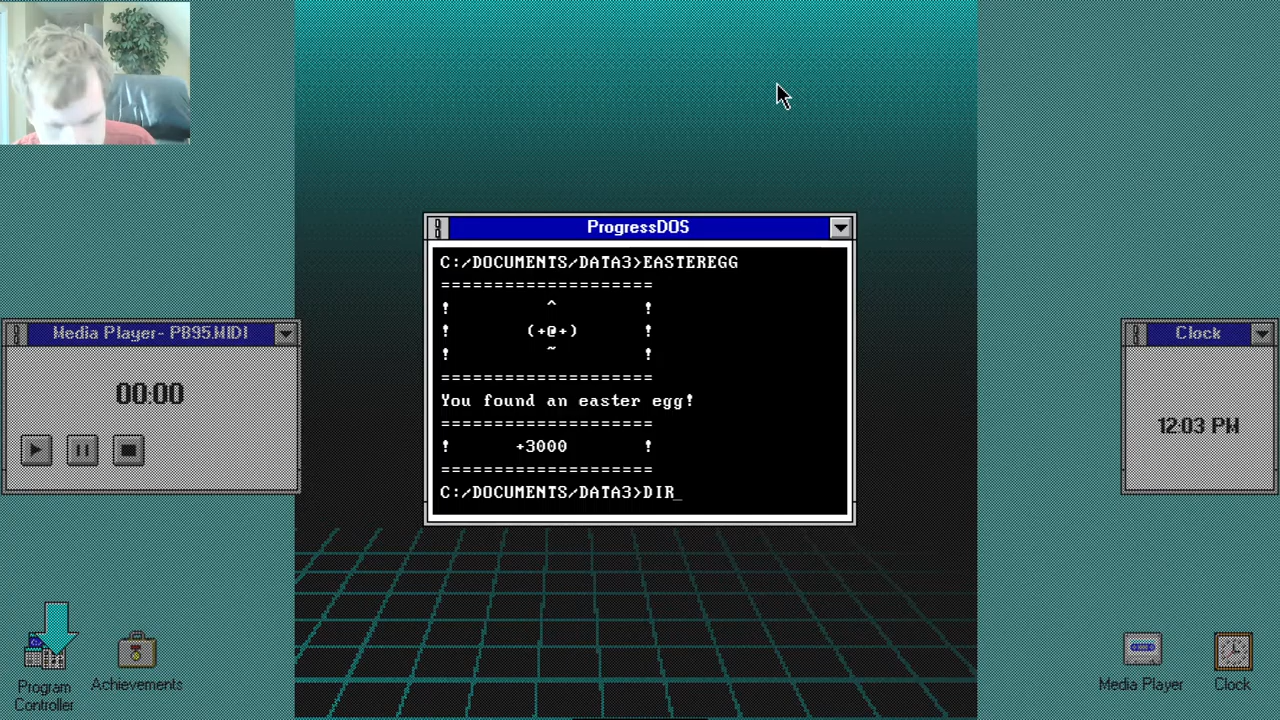 ProgressDOS
C:/DOCUMENTS/DATA3>EASTEREGG
====================
!          ^          !
!        (+@+)        !
!          ~          !
====================
You found an easter egg!
====================
!       +3000         !
====================
C:/DOCUMENTS/DATA3>DIR_
Media Player- PB95.MIDI
00:00
Clock
12:03 PM
Program
Controller
Achievements
Media Player
Clock